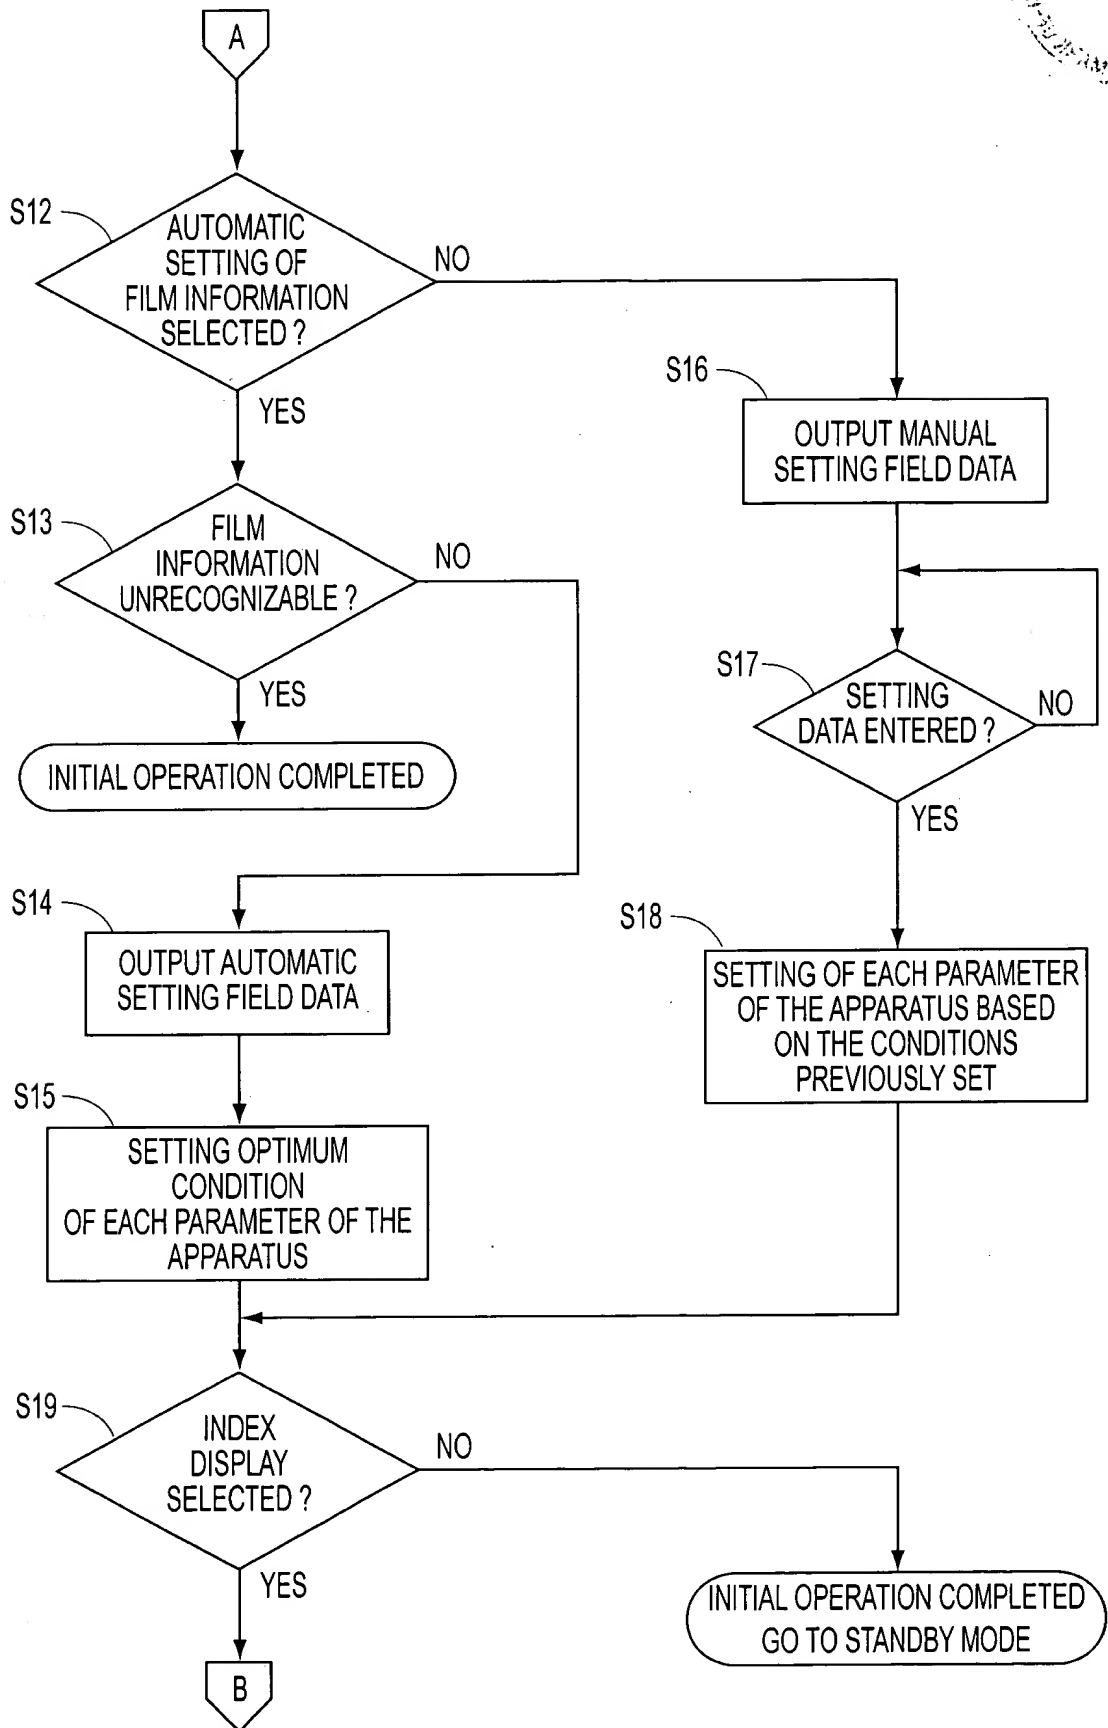 A
S12
AUTOMATIC
SETTING OF
FILM INFORMATION
SELECTED ?
NO
YES
S16
OUTPUT MANUAL
SETTING FIELD DATA
S13
FILM
INFORMATION
UNRECOGNIZABLE ?
NO
YES
INITIAL OPERATION COMPLETED
S17
SETTING
DATA ENTERED ?
NO
YES
S14
OUTPUT AUTOMATIC
SETTING FIELD DATA
S18
SETTING OF EACH PARAMETER
OF THE APPARATUS BASED
ON THE CONDITIONS
PREVIOUSLY SET
S15
SETTING OPTIMUM
CONDITION
OF EACH PARAMETER OF THE
APPARATUS
S19
INDEX
DISPLAY
SELECTED ?
NO
YES
INITIAL OPERATION COMPLETED
GO TO STANDBY MODE
B